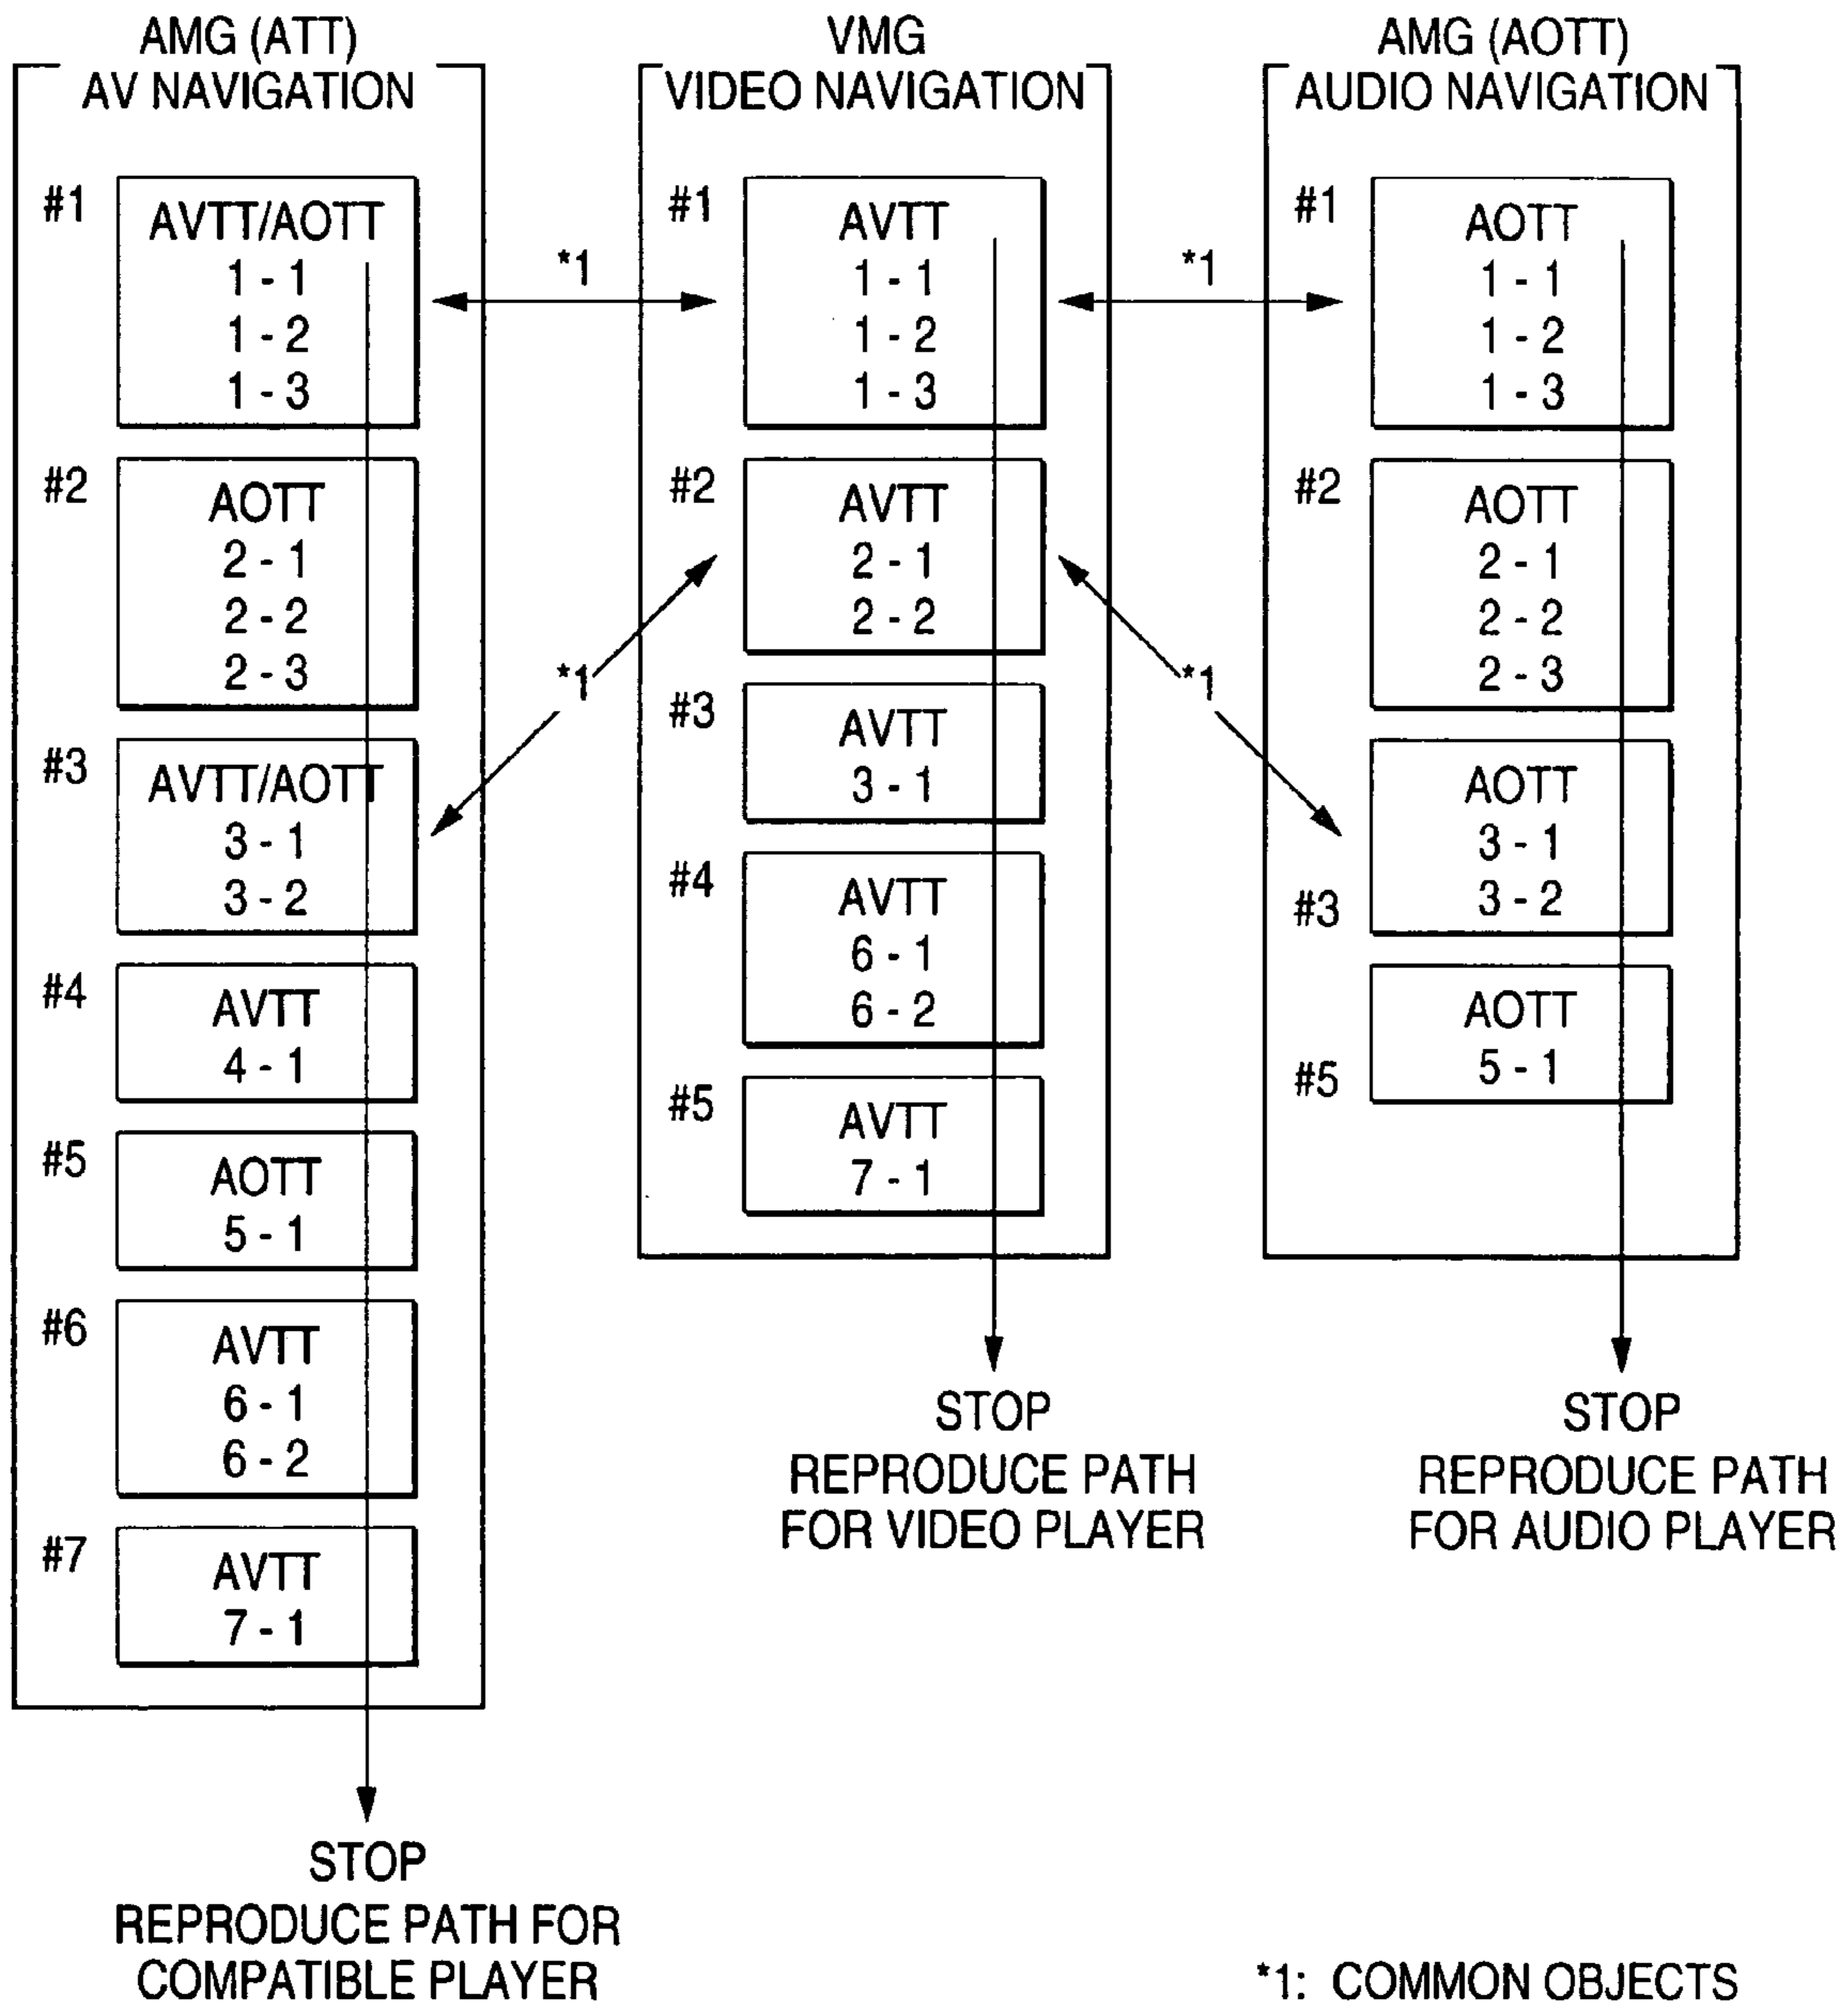 AMG (ATT)
AV NAVIGATION
#1
AVTT/AOTT
1 - 1
1 - 2
1 - 3
#2
AOTT
2 - 1
2 - 2
2 - 3
#3
AVTT/AOTT
3 - 1
3 - 2
#4
AVTT
4 - 1
#5
AOTT
5 - 1
#6
AVTT
6 - 1
6 - 2
#7
AVTT
7 - 1
STOP
REPRODUCE PATH FOR
COMPATIBLE PLAYER
*1
*1
VMG
VIDEO NAVIGATION
#1
AVTT
1 - 1
1 - 2
1 - 3
#2
AVTT
2 - 1
2 - 2
#3
AVTT
3 - 1
#4
AVTT
6 - 1
6 - 2
#5
AVTT
7 - 1
STOP
REPRODUCE PATH
FOR VIDEO PLAYER
*1
*1
AMG (AOTT)
AUDIO NAVIGATION
#1
AOTT
1 - 1
1 - 2
1 - 3
#2
AOTT
2 - 1
2 - 2
2 - 3
AOTT
3 - 1
3 - 2
#3
AOTT
5 - 1
#5
STOP
REPRODUCE PATH
FOR AUDIO PLAYER
*1: COMMON OBJECTS